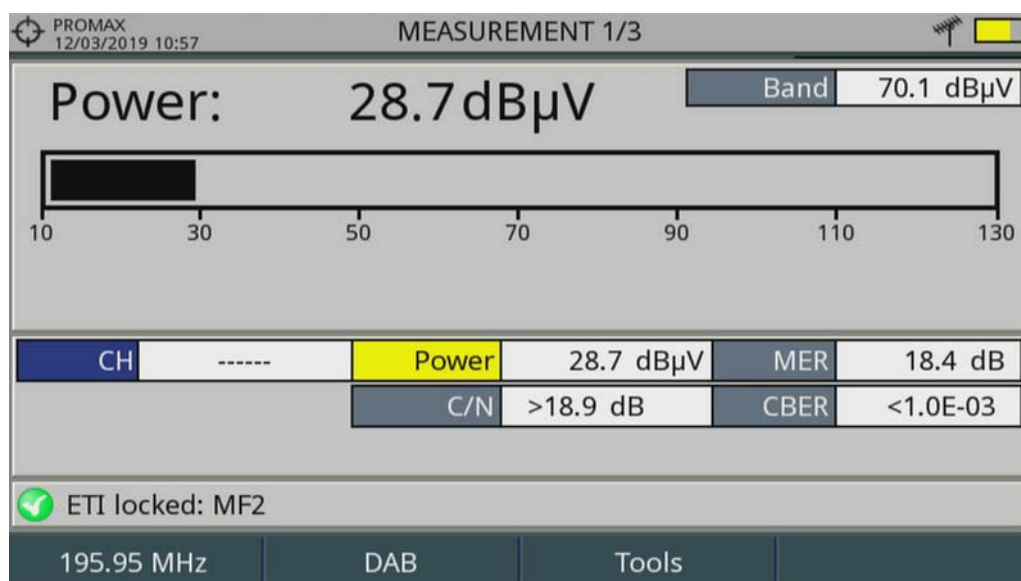 PROMAX
12/03/2019 10:57
MEASUREMENT 1/3
Power: 28.7 dBµV
Band 70.1 dBµV
10 30 50 70 90 110 130
CH ------ Power 28.7 dBµV MER 18.4 dB
C/N >18.9 dB CBER <1.0E-03
ETI locked: MF2
195.95 MHz DAB Tools